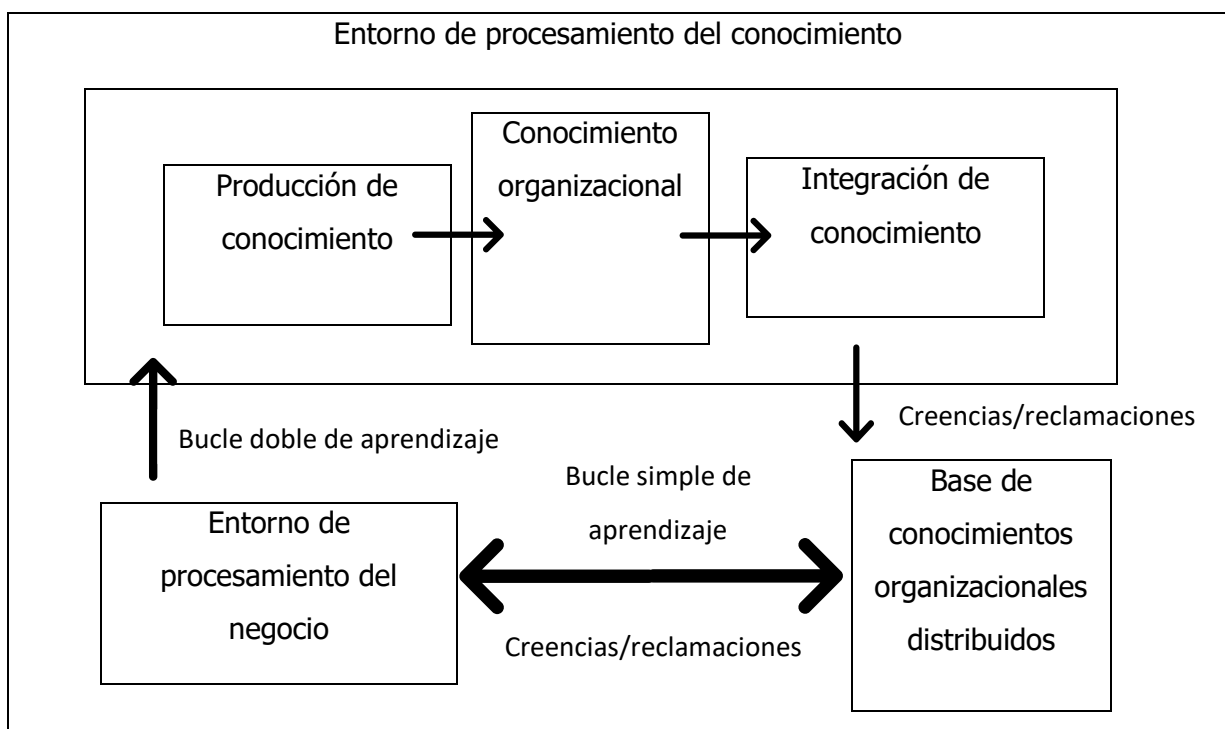 Entorno de procesamiento del conocimiento
Producción de
conocimiento
Conocimiento
organizacional
Integración de
conocimiento
Bucle doble de aprendizaje
Creencias/reclamaciones
Entorno de
procesamiento del
negocio
Bucle simple de
aprendizaje
Creencias/reclamaciones
Base de
conocimientos
organizacionales
distribuidos